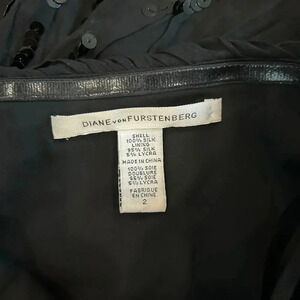 DIANE VON FURSTENBERG
SHELL
100% SILK
LINING
95% SILK
5% LYCRA
MADE IN CHINA
100% SOIE
DOUBLURE
95% SOIE
5% LYCRA
FABRIQUE
EN CHINE
2